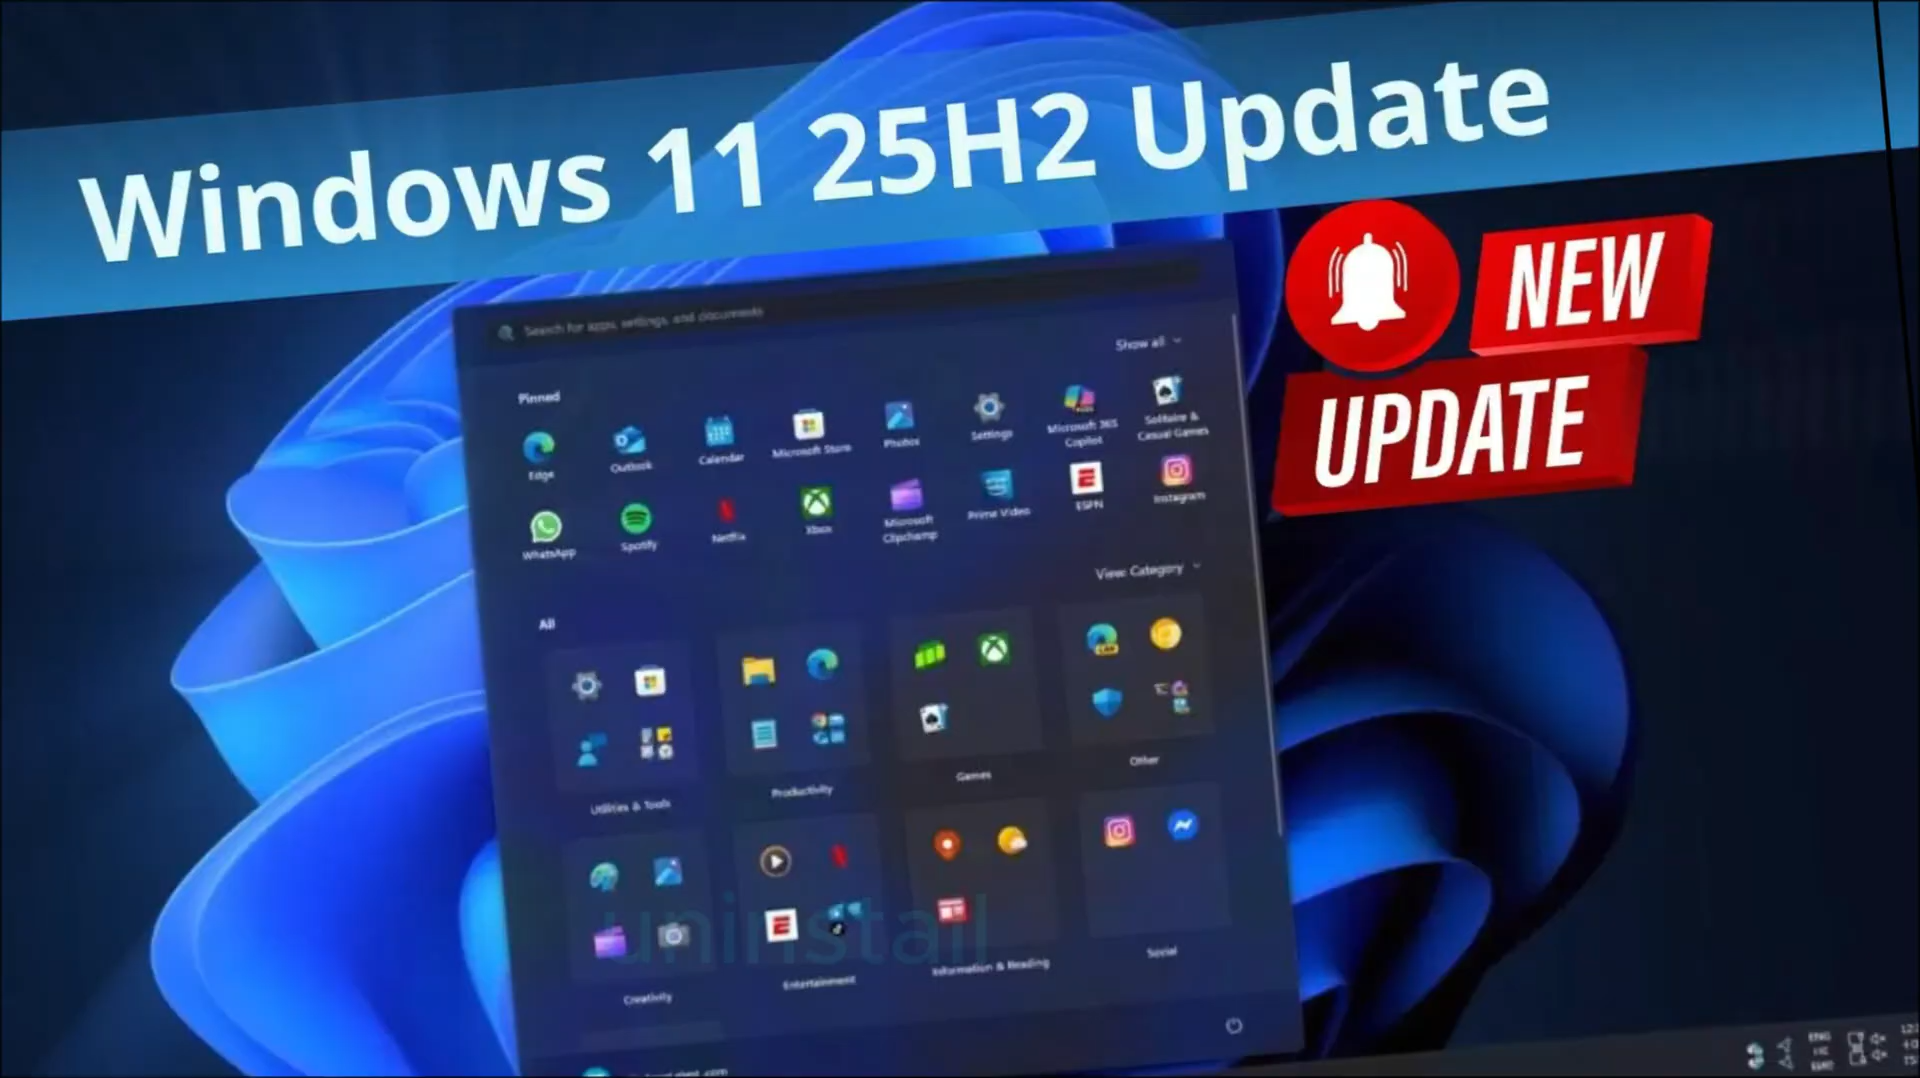 Windows 11 25H2 Update
NEW
UPDATE
Search for apps, settings, and documents
Show all
Pinned
Edge
Outlook
Calendar
Microsoft Store
Photos
Settings
Microsoft 365
Copilot
Solitaire &
Casual Games
WhatsApp
Spotify
Netflix
Xbox
Microsoft
Clipchamp
Prime Video
ESPN
Instagram
View: Category
All
Utilities & Tools
Productivity
Games
Other
uninstall
Creativity
Entertainment
Information & Reading
Social
ENG